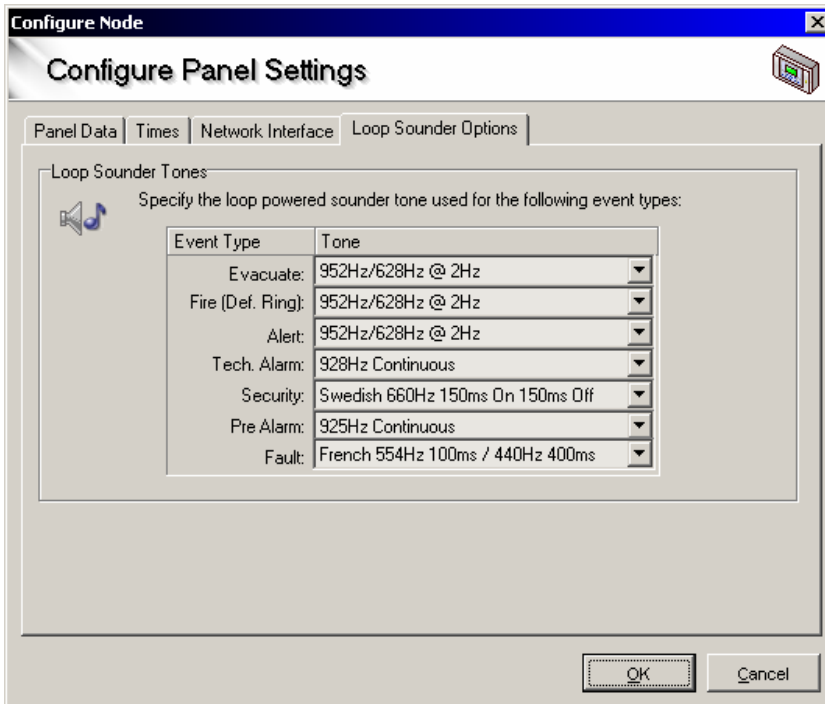 Configure Node
Configure Panel Settings
Panel Data Times Network Interface Loop Sounder Options
Loop Sounder Tones
Specify the loop powered sounder tone used for the following event types:
Event Type Tone
Evacuate: 952Hz/628Hz @ 2Hz
Fire (Def. Ring): 952Hz/628Hz @ 2Hz
Alert: 952Hz/628Hz @ 2Hz
Tech. Alarm: 928Hz Continuous
Security: Swedish 660Hz 150ms On 150ms Off
Pre Alarm: 925Hz Continuous
Fault: French 554Hz 100ms / 440Hz 400ms
OK Cancel